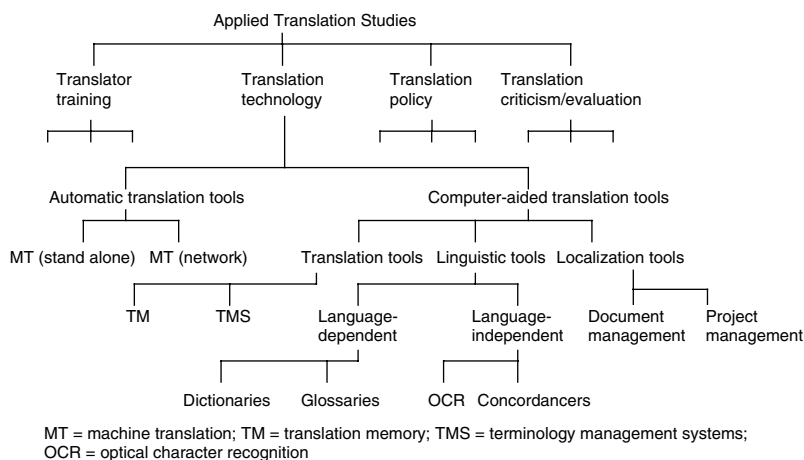 Applied Translation Studies
Translator training
Translation technology
Translation policy
Translation criticism/evaluation
Automatic translation tools
Computer-aided translation tools
MT (stand alone)
MT (network)
Translation tools
Linguistic tools
Localization tools
TM
TMS
Language-
dependent
Language-
independent
Document
management
Project
management
Dictionaries
Glossaries
OCR
Concordancers
MT = machine translation; TM = translation memory; TMS = terminology management systems;
OCR = optical character recognition